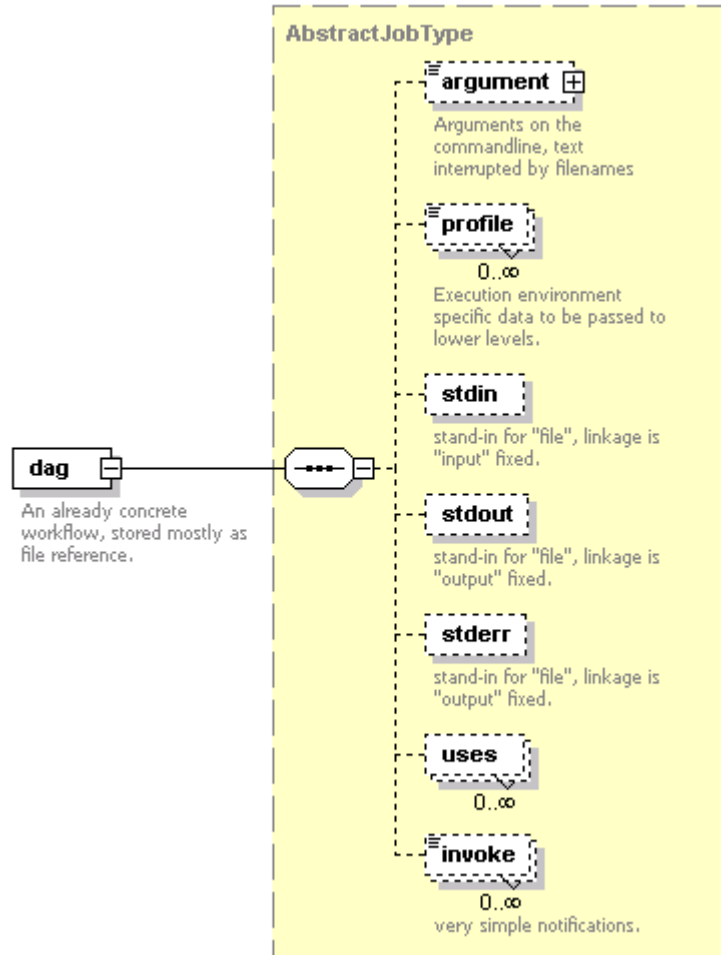 AbstractJobType
argument
Arguments on the
commandline, text
interrupted by filenames
profile
0..∞
Execution environment
specific data to be passed to
lower levels.
stdin
stand-in for "file", linkage is
"input" fixed.
dag
An already concrete
workflow, stored mostly as
file reference.
stdout
stand-in for "file", linkage is
"output" fixed.
stderr
stand-in for "file", linkage is
"output" fixed.
uses
0..∞
invoke
0..∞
very simple notifications.